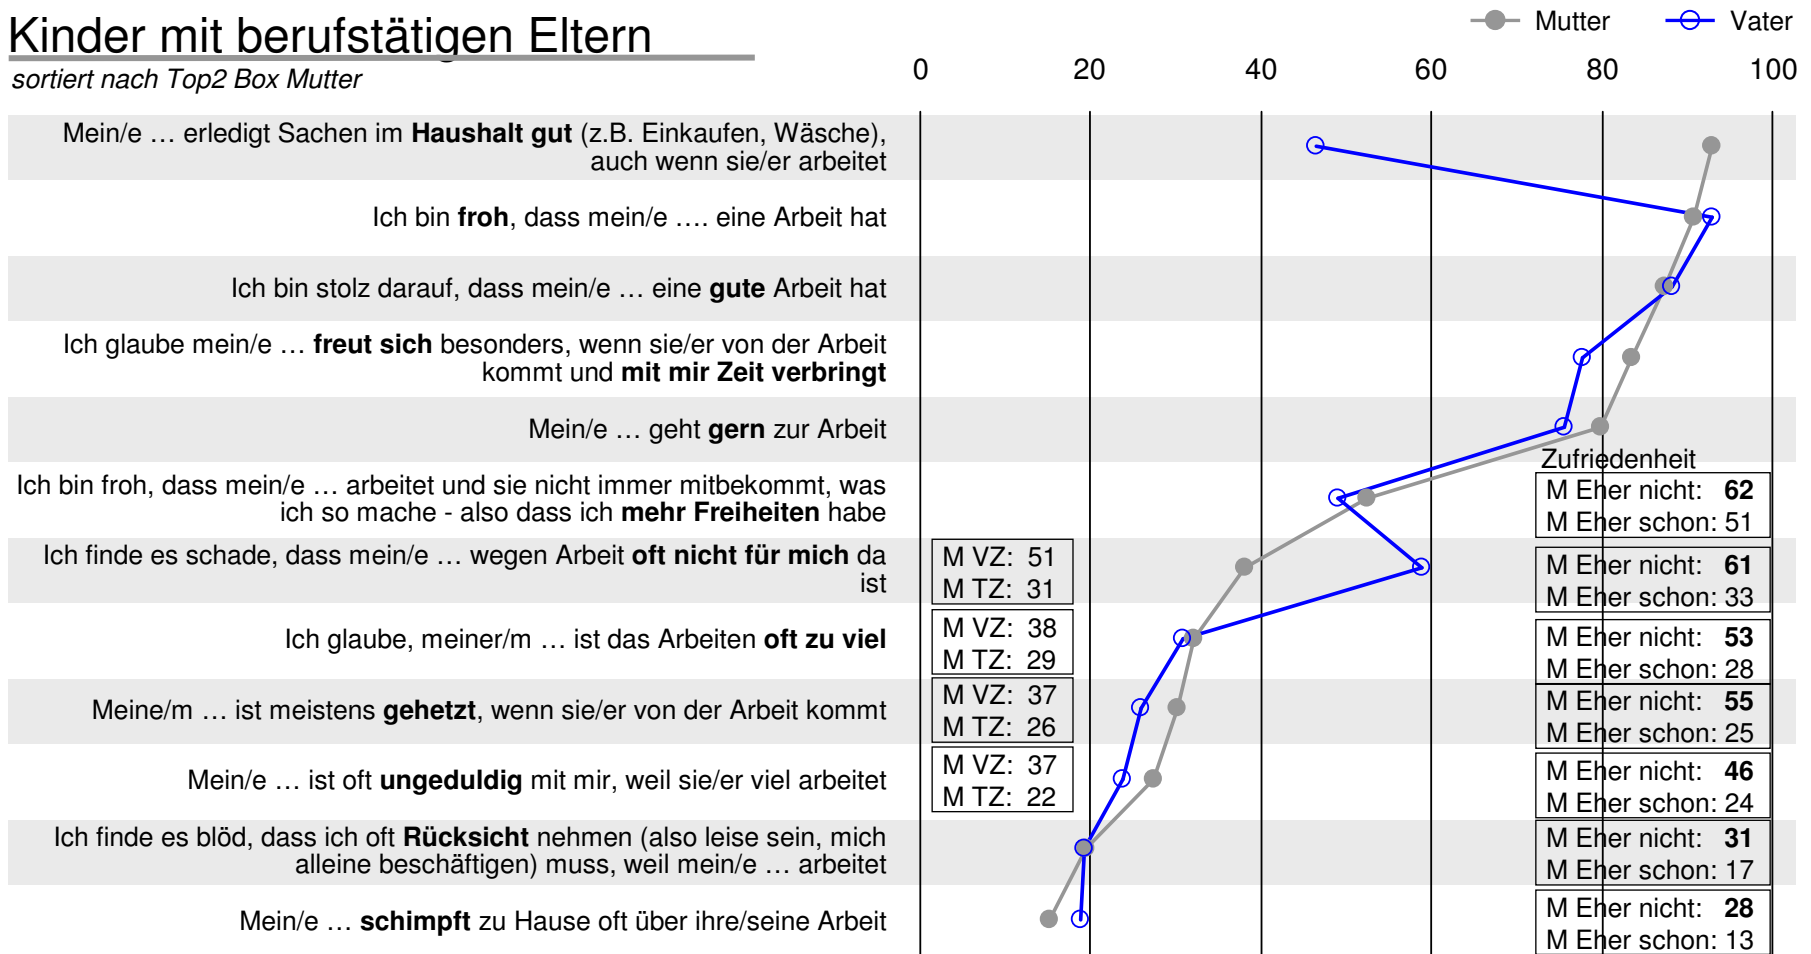 Kinder mit berufstätigen Eltern
sortiert nach Top2 Box Mutter
Mutter Vater
0 20 40 60 80 100
Mein/e … erledigt Sachen im Haushalt gut (z.B. Einkaufen, Wäsche),
auch wenn sie/er arbeitet
Ich bin froh, dass mein/e …. eine Arbeit hat
Ich bin stolz darauf, dass mein/e … eine gute Arbeit hat
Ich glaube mein/e … freut sich besonders, wenn sie/er von der Arbeit
kommt und mit mir Zeit verbringt
Mein/e … geht gern zur Arbeit
Zufriedenheit
Ich bin froh, dass mein/e … arbeitet und sie nicht immer mitbekommt, was
ich so mache - also dass ich mehr Freiheiten habe
M Eher nicht: 62
M Eher schon: 51
Ich finde es schade, dass mein/e … wegen Arbeit oft nicht für mich da
ist
M VZ: 51
M TZ: 31
M Eher nicht: 61
M Eher schon: 33
Ich glaube, meiner/m … ist das Arbeiten oft zu viel
M VZ: 38
M TZ: 29
M Eher nicht: 53
M Eher schon: 28
Meine/m … ist meistens gehetzt, wenn sie/er von der Arbeit kommt
M VZ: 37
M TZ: 26
M Eher nicht: 55
M Eher schon: 25
Mein/e … ist oft ungeduldig mit mir, weil sie/er viel arbeitet
M VZ: 37
M TZ: 22
M Eher nicht: 46
M Eher schon: 24
Ich finde es blöd, dass ich oft Rücksicht nehmen (also leise sein, mich
alleine beschäftigen) muss, weil mein/e … arbeitet
M Eher nicht: 31
M Eher schon: 17
Mein/e … schimpft zu Hause oft über ihre/seine Arbeit
M Eher nicht: 28
M Eher schon: 13